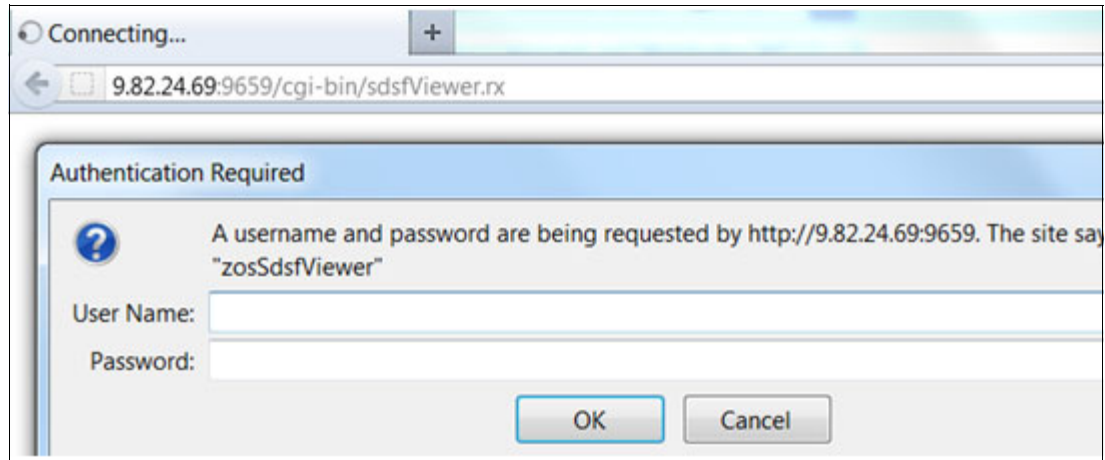 Connecting...
+
9.82.24.69:9659/cgi-bin/sdsfViewer.rx
Authentication Required
?
A username and password are being requested by http://9.82.24.69:9659. The site say
"zosSdsfViewer"
User Name:
Password:
OK Cancel